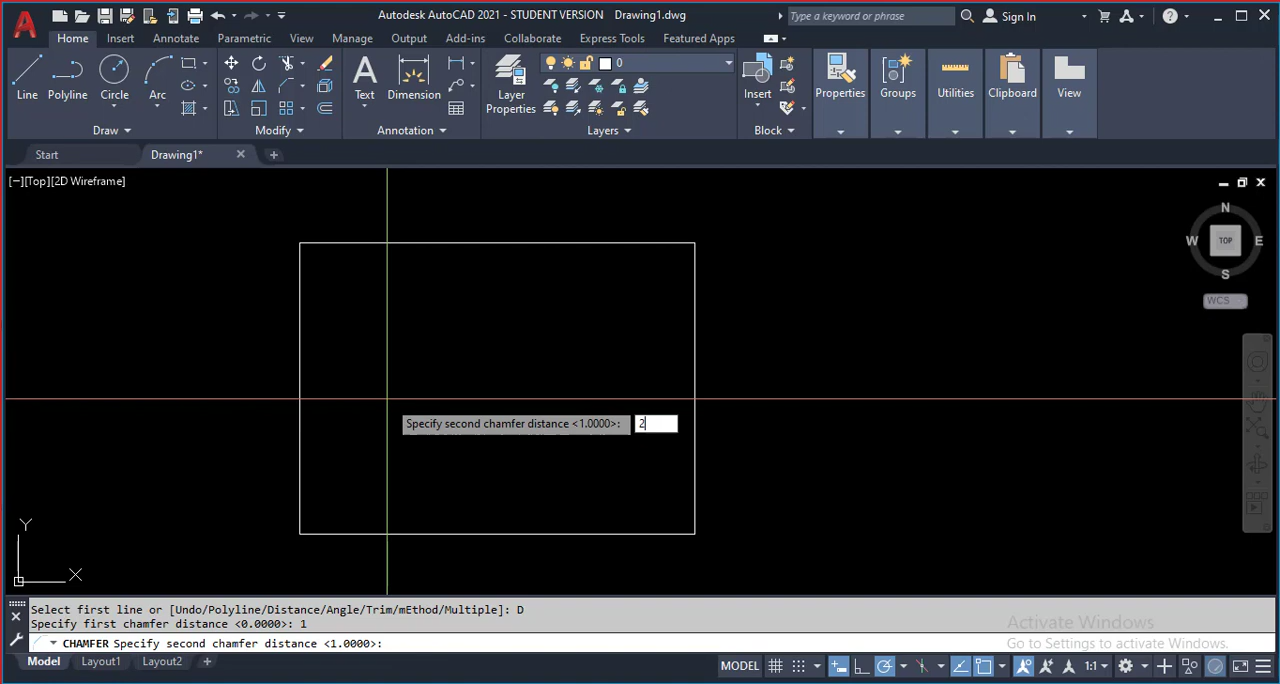 Autodesk AutoCAD 2021 - STUDENT VERSION Drawing1.dwg
Type a keyword or phrase
Sign In
Home Insert Annotate Parametric View Manage Output Add-ins Collaborate Express Tools Featured Apps
0
Line Polyline Circle Arc
Text Dimension
Layer
Properties
Insert
Properties Groups Utilities Clipboard View
Draw Modify Annotation Layers Block
Start Drawing1*
[−][Top][2D Wireframe]
N
W TOP E
S
WCS
Specify second chamfer distance <1.0000>: 2
Y
X
Select first line or [Undo/Polyline/Distance/Angle/Trim/mEthod/Multiple]: D
Specify first chamfer distance <0.0000>: 1
CHAMFER Specify second chamfer distance <1.0000>:
Activate Windows
Go to Settings to activate Windows.
Model Layout1 Layout2
MODEL 1:1